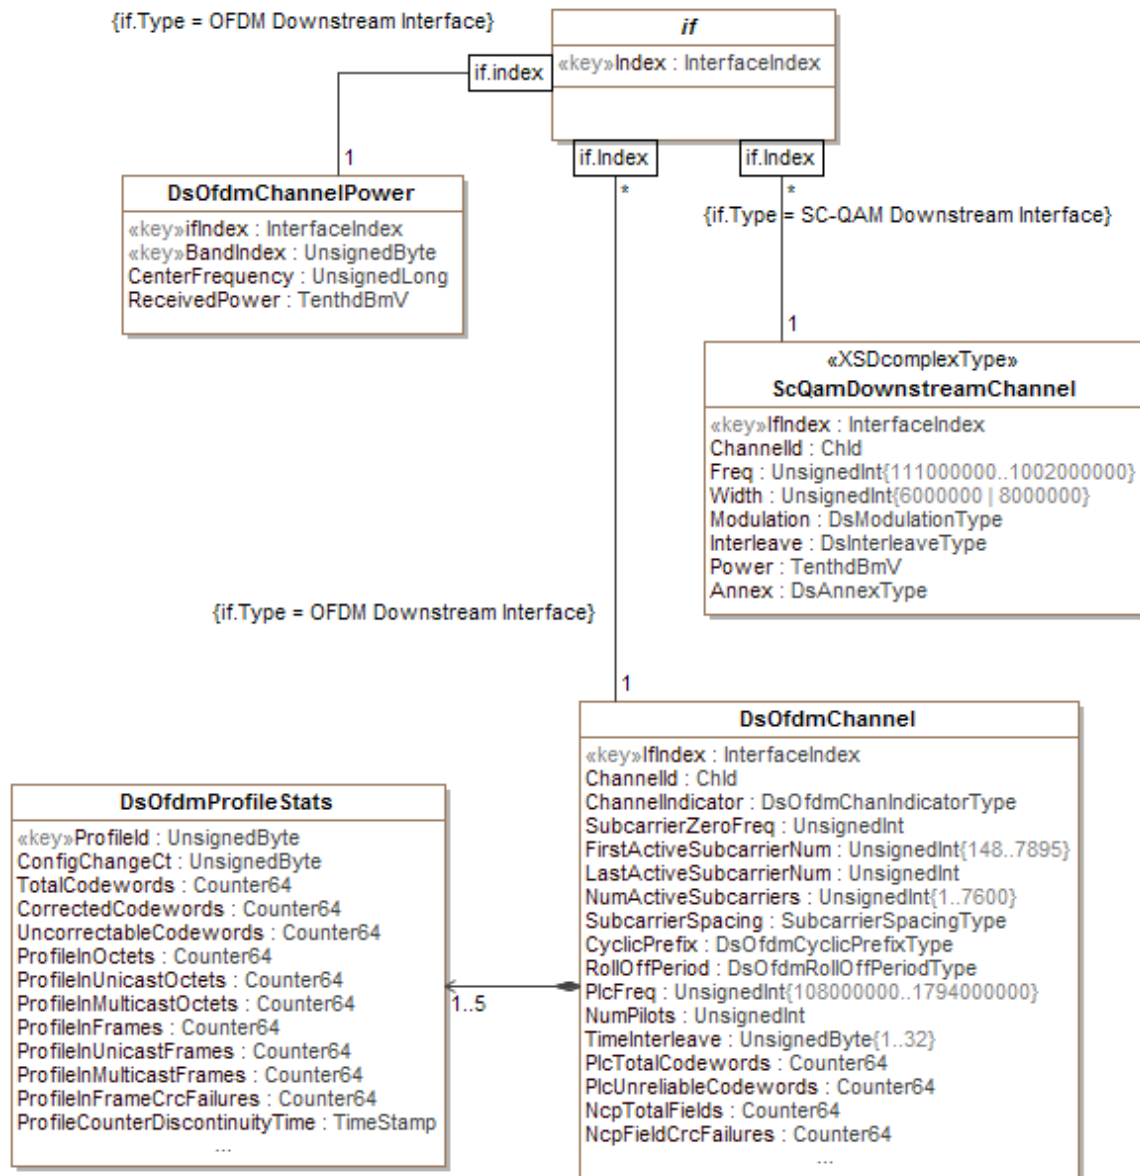 {if.Type = OFDM Downstream Interface}
if
«key»Index : InterfaceIndex
if.index
if.Index
if.Index
1
*
*
{if.Type = SC-QAM Downstream Interface}
DsOfdmChannelPower
«key»ifIndex : InterfaceIndex
«key»BandIndex : UnsignedByte
CenterFrequency : UnsignedLong
ReceivedPower : TenthdBmV
1
«XSDcomplexType»
ScQamDownstreamChannel
«key»IfIndex : InterfaceIndex
ChannelId : ChId
Freq : UnsignedInt{111000000..1002000000}
Width : UnsignedInt{6000000 | 8000000}
Modulation : DsModulationType
Interleave : DsInterleaveType
Power : TenthdBmV
Annex : DsAnnexType
{if.Type = OFDM Downstream Interface}
1
DsOfdmChannel
«key»IfIndex : InterfaceIndex
ChannelId : ChId
ChannelIndicator : DsOfdmChanIndicatorType
SubcarrierZeroFreq : UnsignedInt
FirstActiveSubcarrierNum : UnsignedInt{148..7895}
LastActiveSubcarrierNum : UnsignedInt
NumActiveSubcarriers : UnsignedInt{1..7600}
SubcarrierSpacing : SubcarrierSpacingType
CyclicPrefix : DsOfdmCyclicPrefixType
RollOffPeriod : DsOfdmRollOffPeriodType
PlcFreq : UnsignedInt{108000000..1794000000}
NumPilots : UnsignedInt
TimeInterleave : UnsignedByte{1..32}
PlcTotalCodewords : Counter64
PlcUnreliableCodewords : Counter64
NcpTotalFields : Counter64
NcpFieldCrcFailures : Counter64
...
DsOfdmProfileStats
«key»ProfileId : UnsignedByte
ConfigChangeCt : UnsignedByte
TotalCodewords : Counter64
CorrectedCodewords : Counter64
UncorrectableCodewords : Counter64
ProfileInOctets : Counter64
ProfileInUnicastOctets : Counter64
ProfileInMulticastOctets : Counter64
ProfileInFrames : Counter64
ProfileInUnicastFrames : Counter64
ProfileInMulticastFrames : Counter64
ProfileInFrameCrcFailures : Counter64
ProfileCounterDiscontinuityTime : TimeStamp
...
1..5